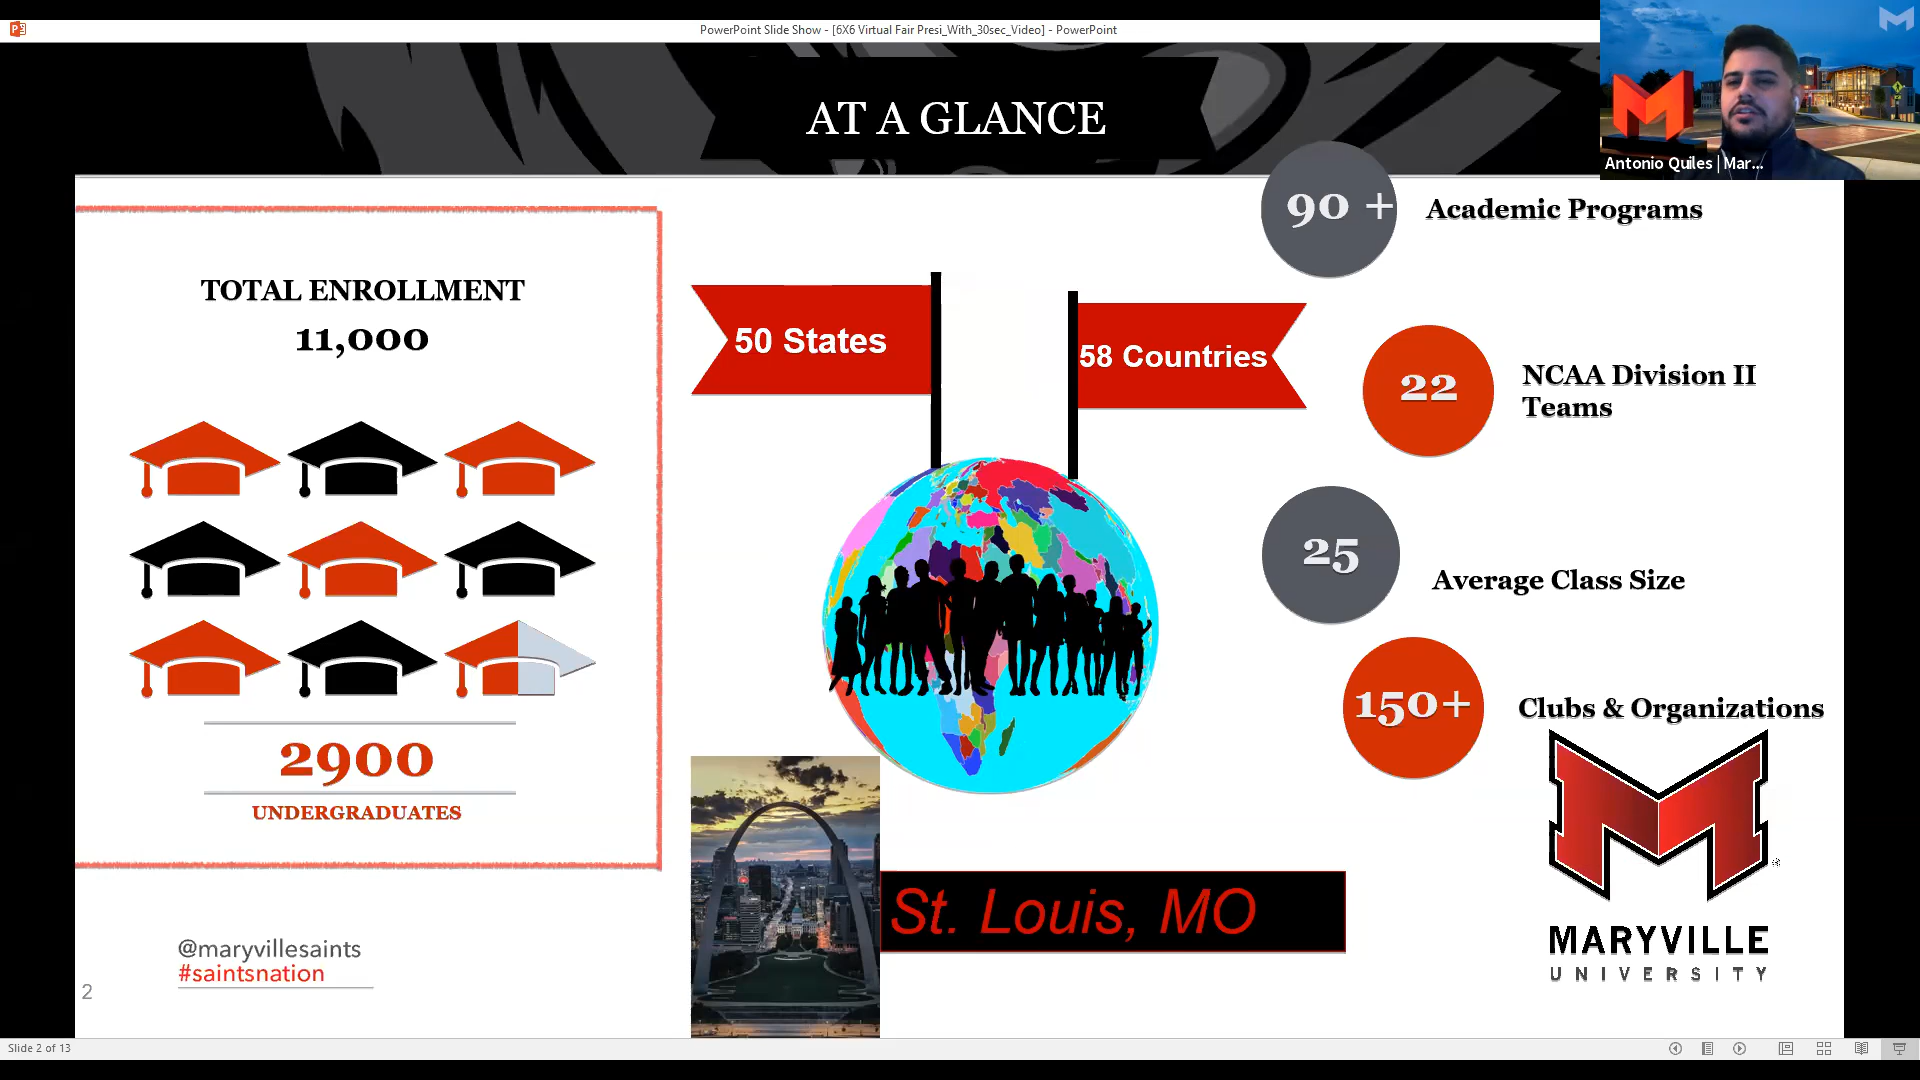 PowerPoint Slide Show - [6X6 Virtual Fair Presi_With_30sec_Video] - PowerPoint
AT A GLANCE
Antonio Quiles | Mar...
TOTAL ENROLLMENT
11,000
2900
UNDERGRADUATES
@maryvillesaints
#saintsnation
2
50 States
58 Countries
St. Louis, MO
90 +
Academic Programs
22
NCAA Division II
Teams
25
Average Class Size
150+
Clubs & Organizations
MARYVILLE
UNIVERSITY
Slide 2 of 13